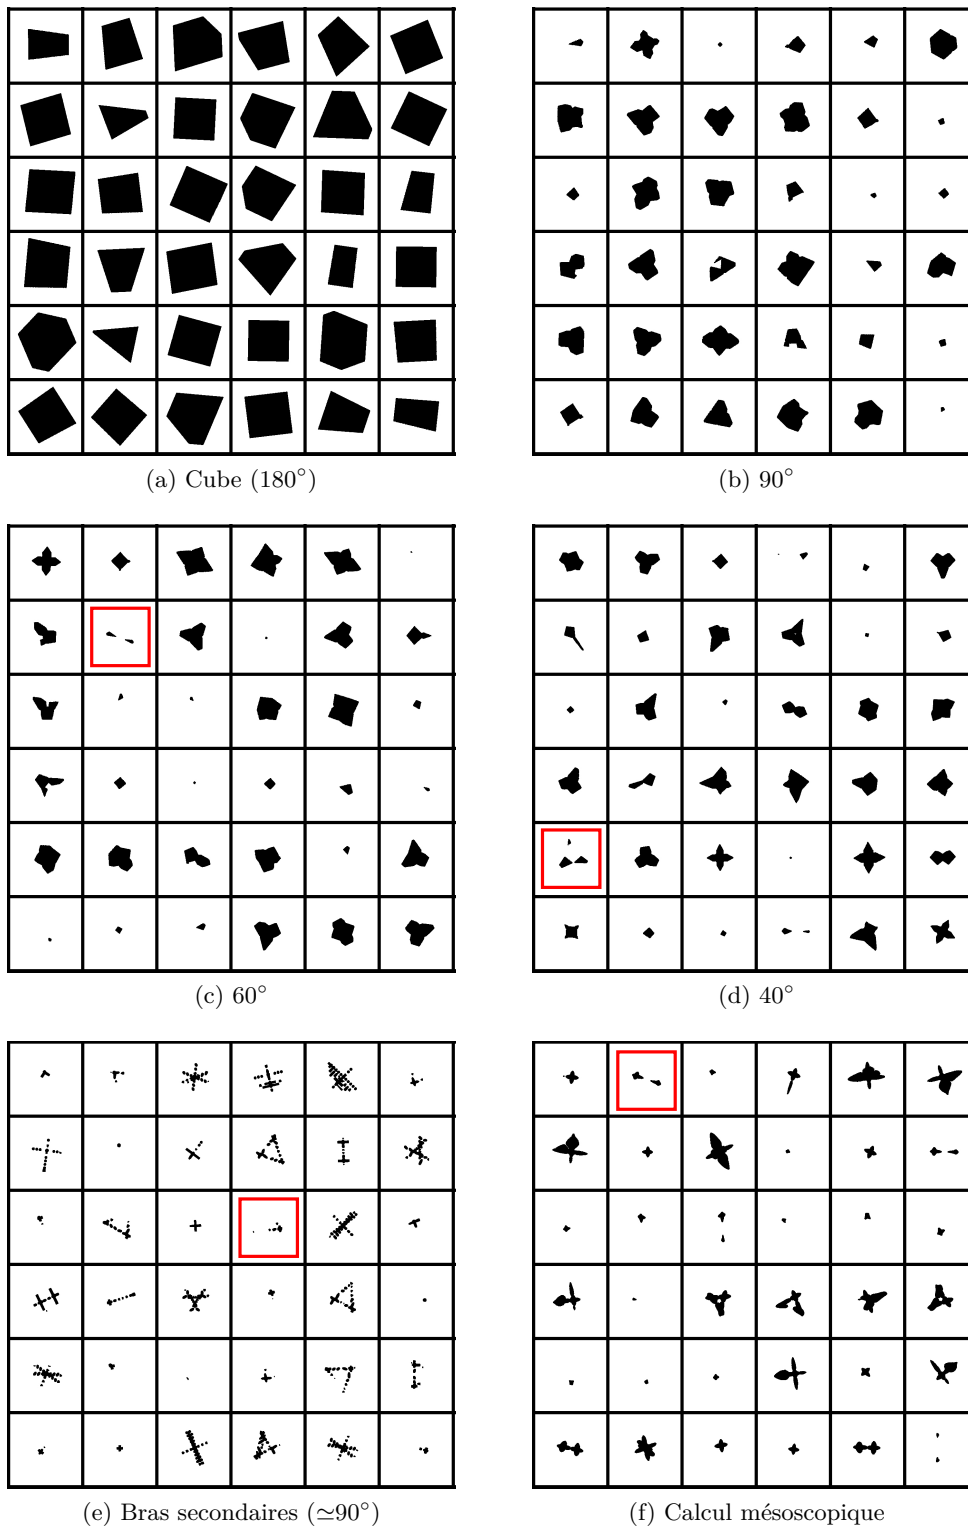 (a) Cube (180°)
(b) 90°
(c) 60°
(d) 40°
(e) Bras secondaires (≃90°)
(f) Calcul mésoscopique